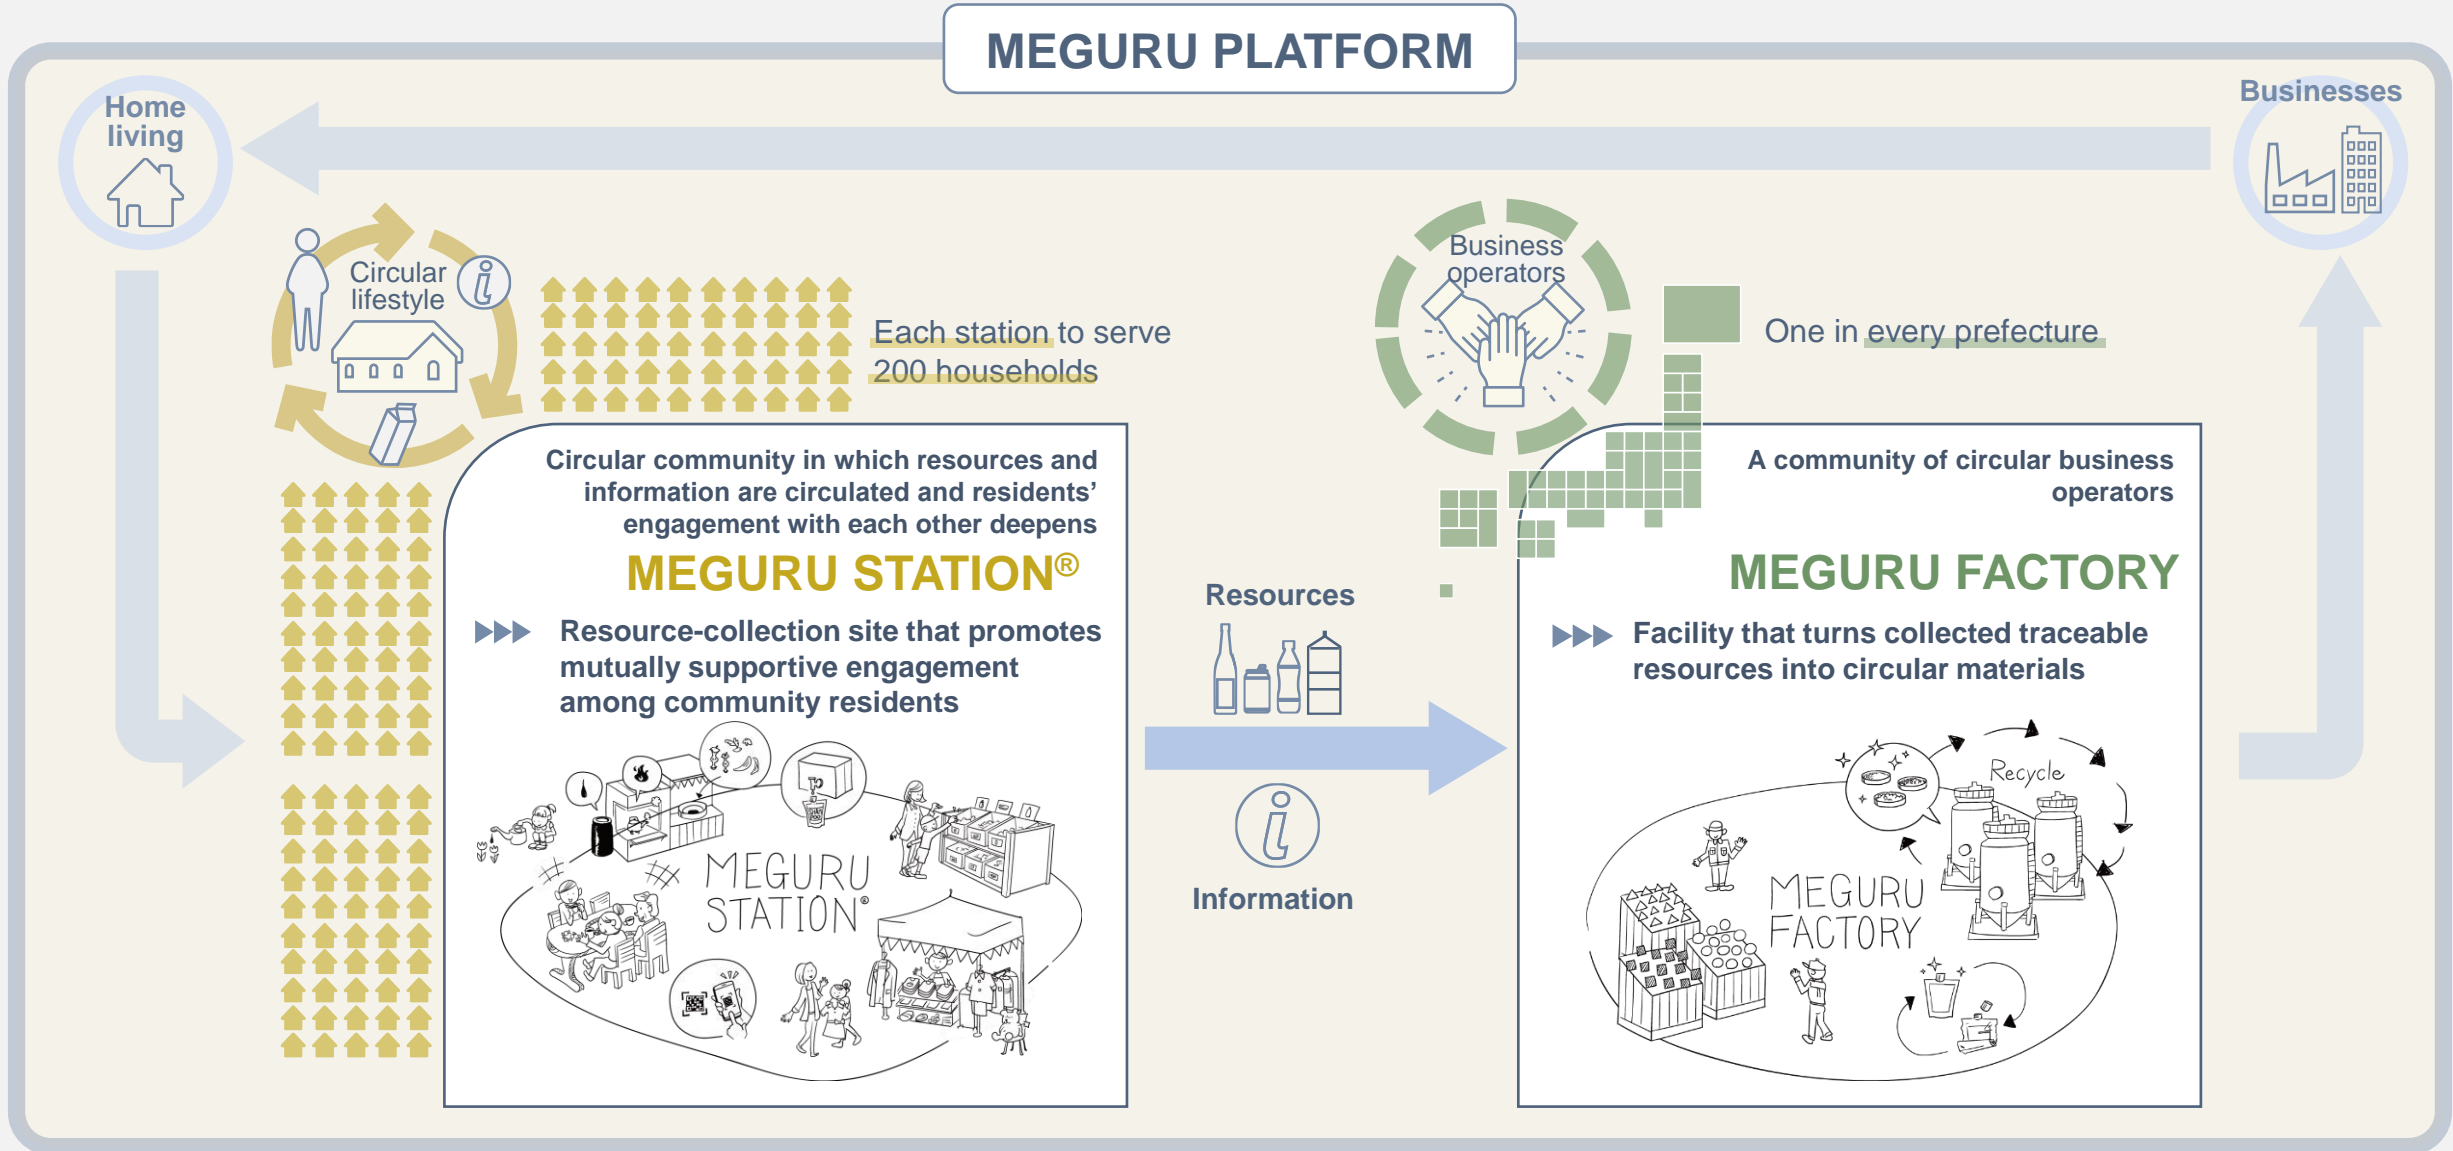 MEGURU PLATFORM
Home
living
Businesses
Circular
lifestyle
Each station to serve
200 households
Business
operators
One in every prefecture
Circular community in which resources and
information are circulated and residents’
engagement with each other deepens
MEGURU STATION®
Resource-collection site that promotes
mutually supportive engagement
among community residents
MEGURU
STATION®
Resources
Information
A community of circular business
operators
MEGURU FACTORY
Facility that turns collected traceable
resources into circular materials
Recycle
MEGURU
FACTORY